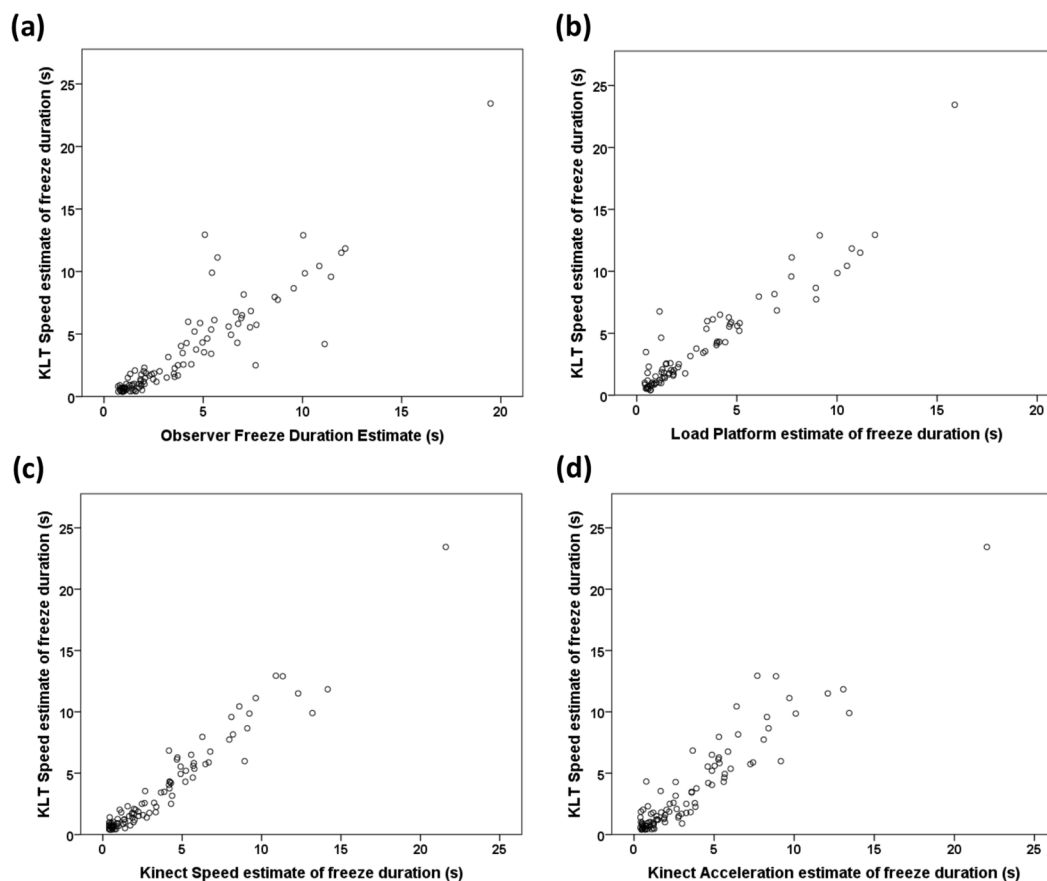 (a)
KLT Speed estimate of freeze duration (s)
25
20
15
10
5
0
0 5 10 15 20
Observer Freeze Duration Estimate (s)
(b)
KLT Speed estimate of freeze duration (s)
25
20
15
10
5
0
0 5 10 15 20
Load Platform estimate of freeze duration (s)
(c)
KLT Speed estimate of freeze duration (s)
25
20
15
10
5
0
0 5 10 15 20 25
Kinect Speed estimate of freeze duration (s)
(d)
KLT Speed estimate of freeze duration (s)
25
20
15
10
5
0
0 5 10 15 20 25
Kinect Acceleration estimate of freeze duration (s)